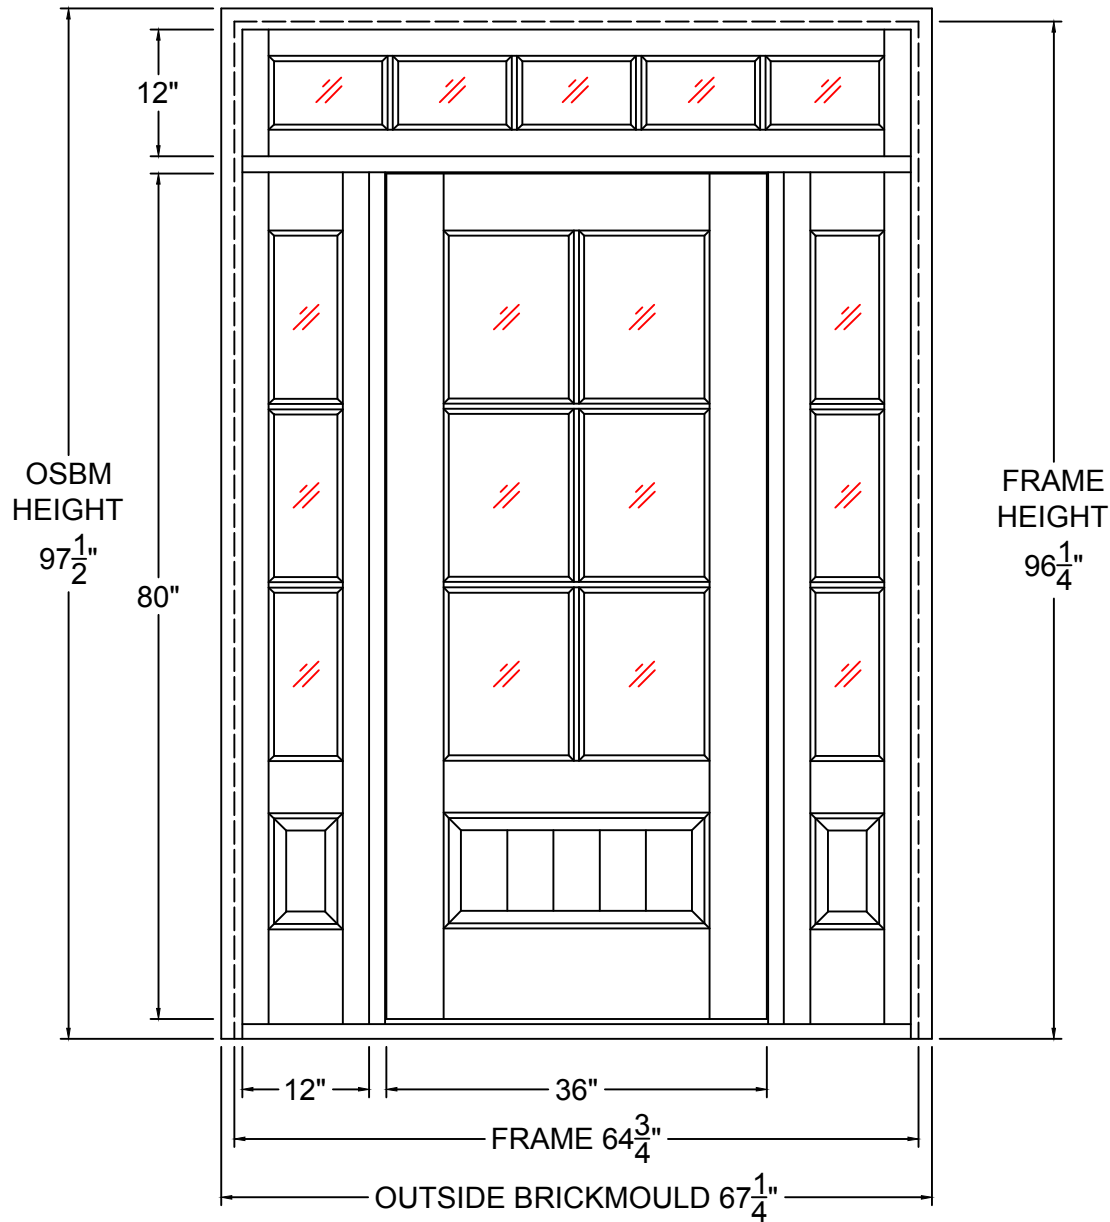 12"
OSBM
HEIGHT
97 1/2"
80"
FRAME
HEIGHT
96 1/4"
12"
36"
FRAME 64 3/4"
OUTSIDE BRICKMOULD 67 1/4"